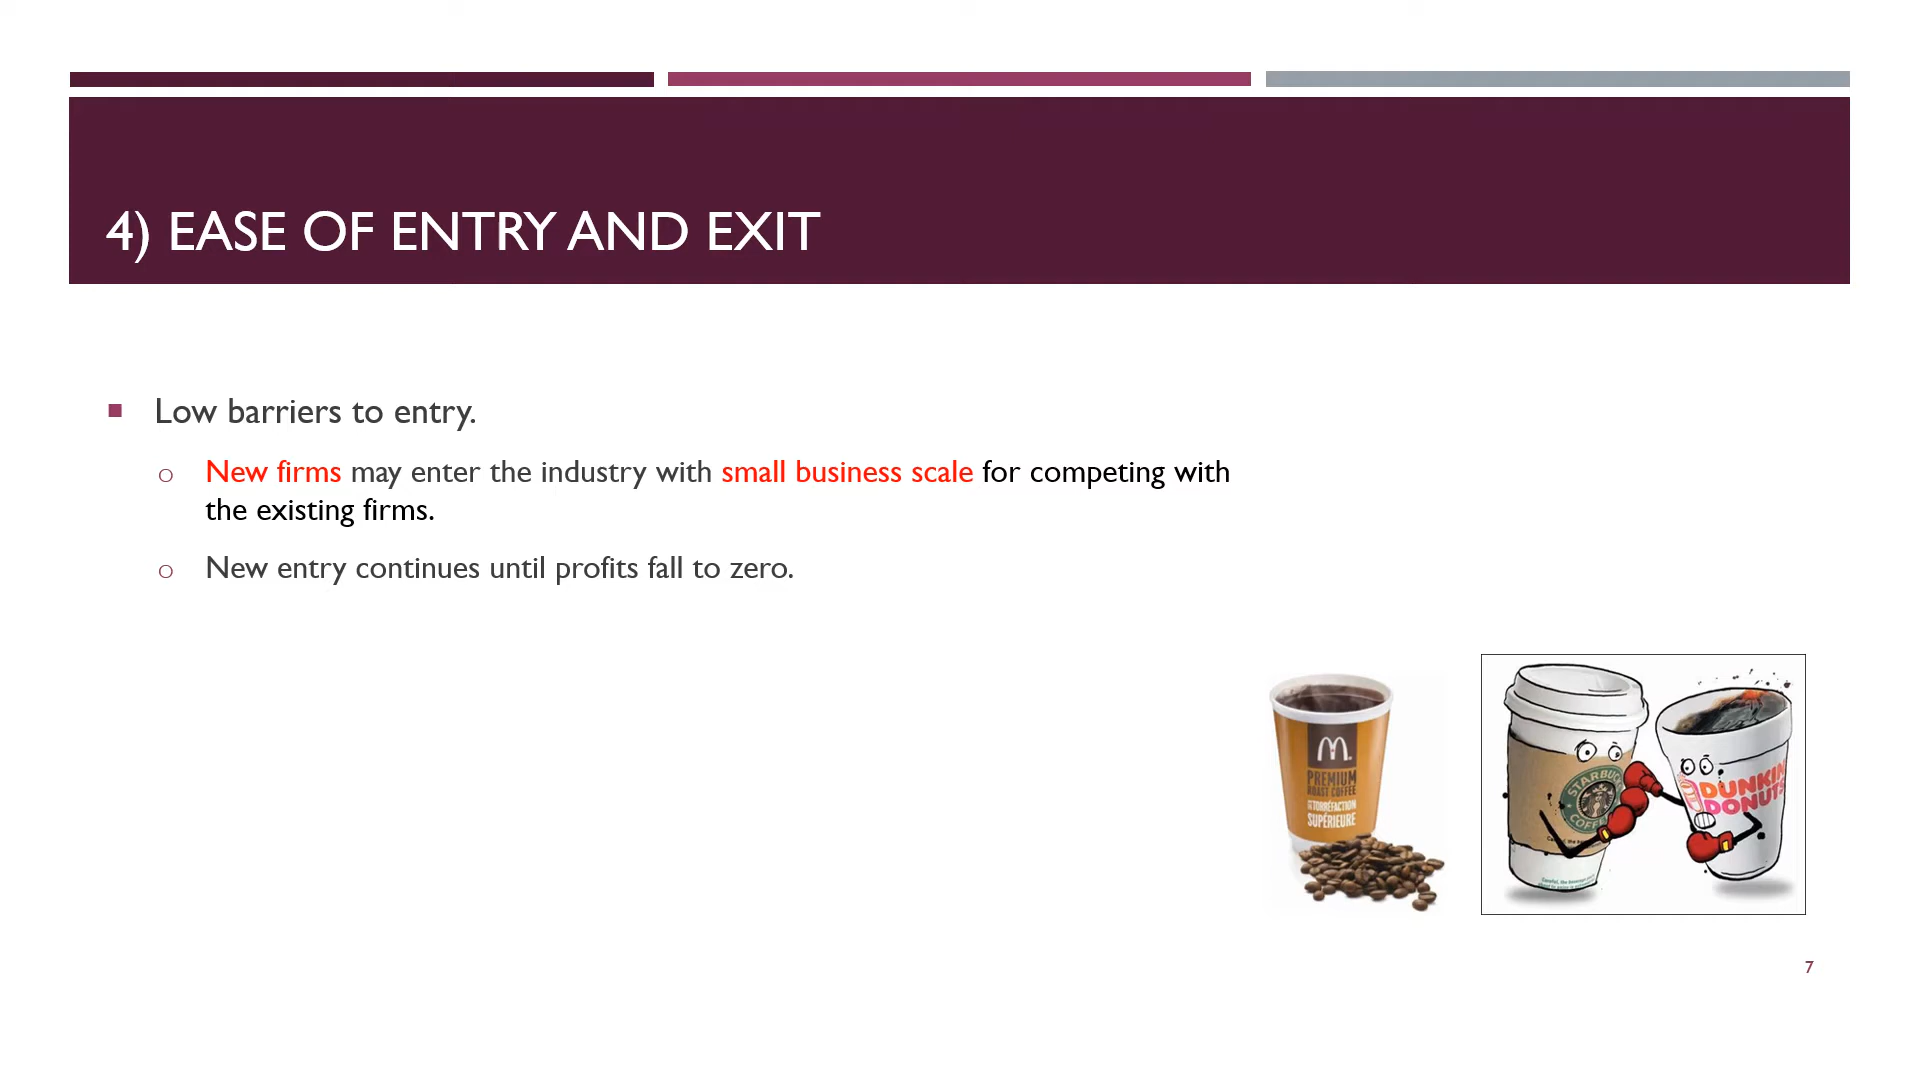 4) EASE OF ENTRY AND EXIT
Low barriers to entry.
New firms may enter the industry with small business scale for competing with
the existing firms.
New entry continues until profits fall to zero.
PREMIUM
ROAST COFFEE
TORRÉFACTION
SUPÉRIEURE
STARBUCKS
COFFEE
DUNKIN'
DONUTS
7